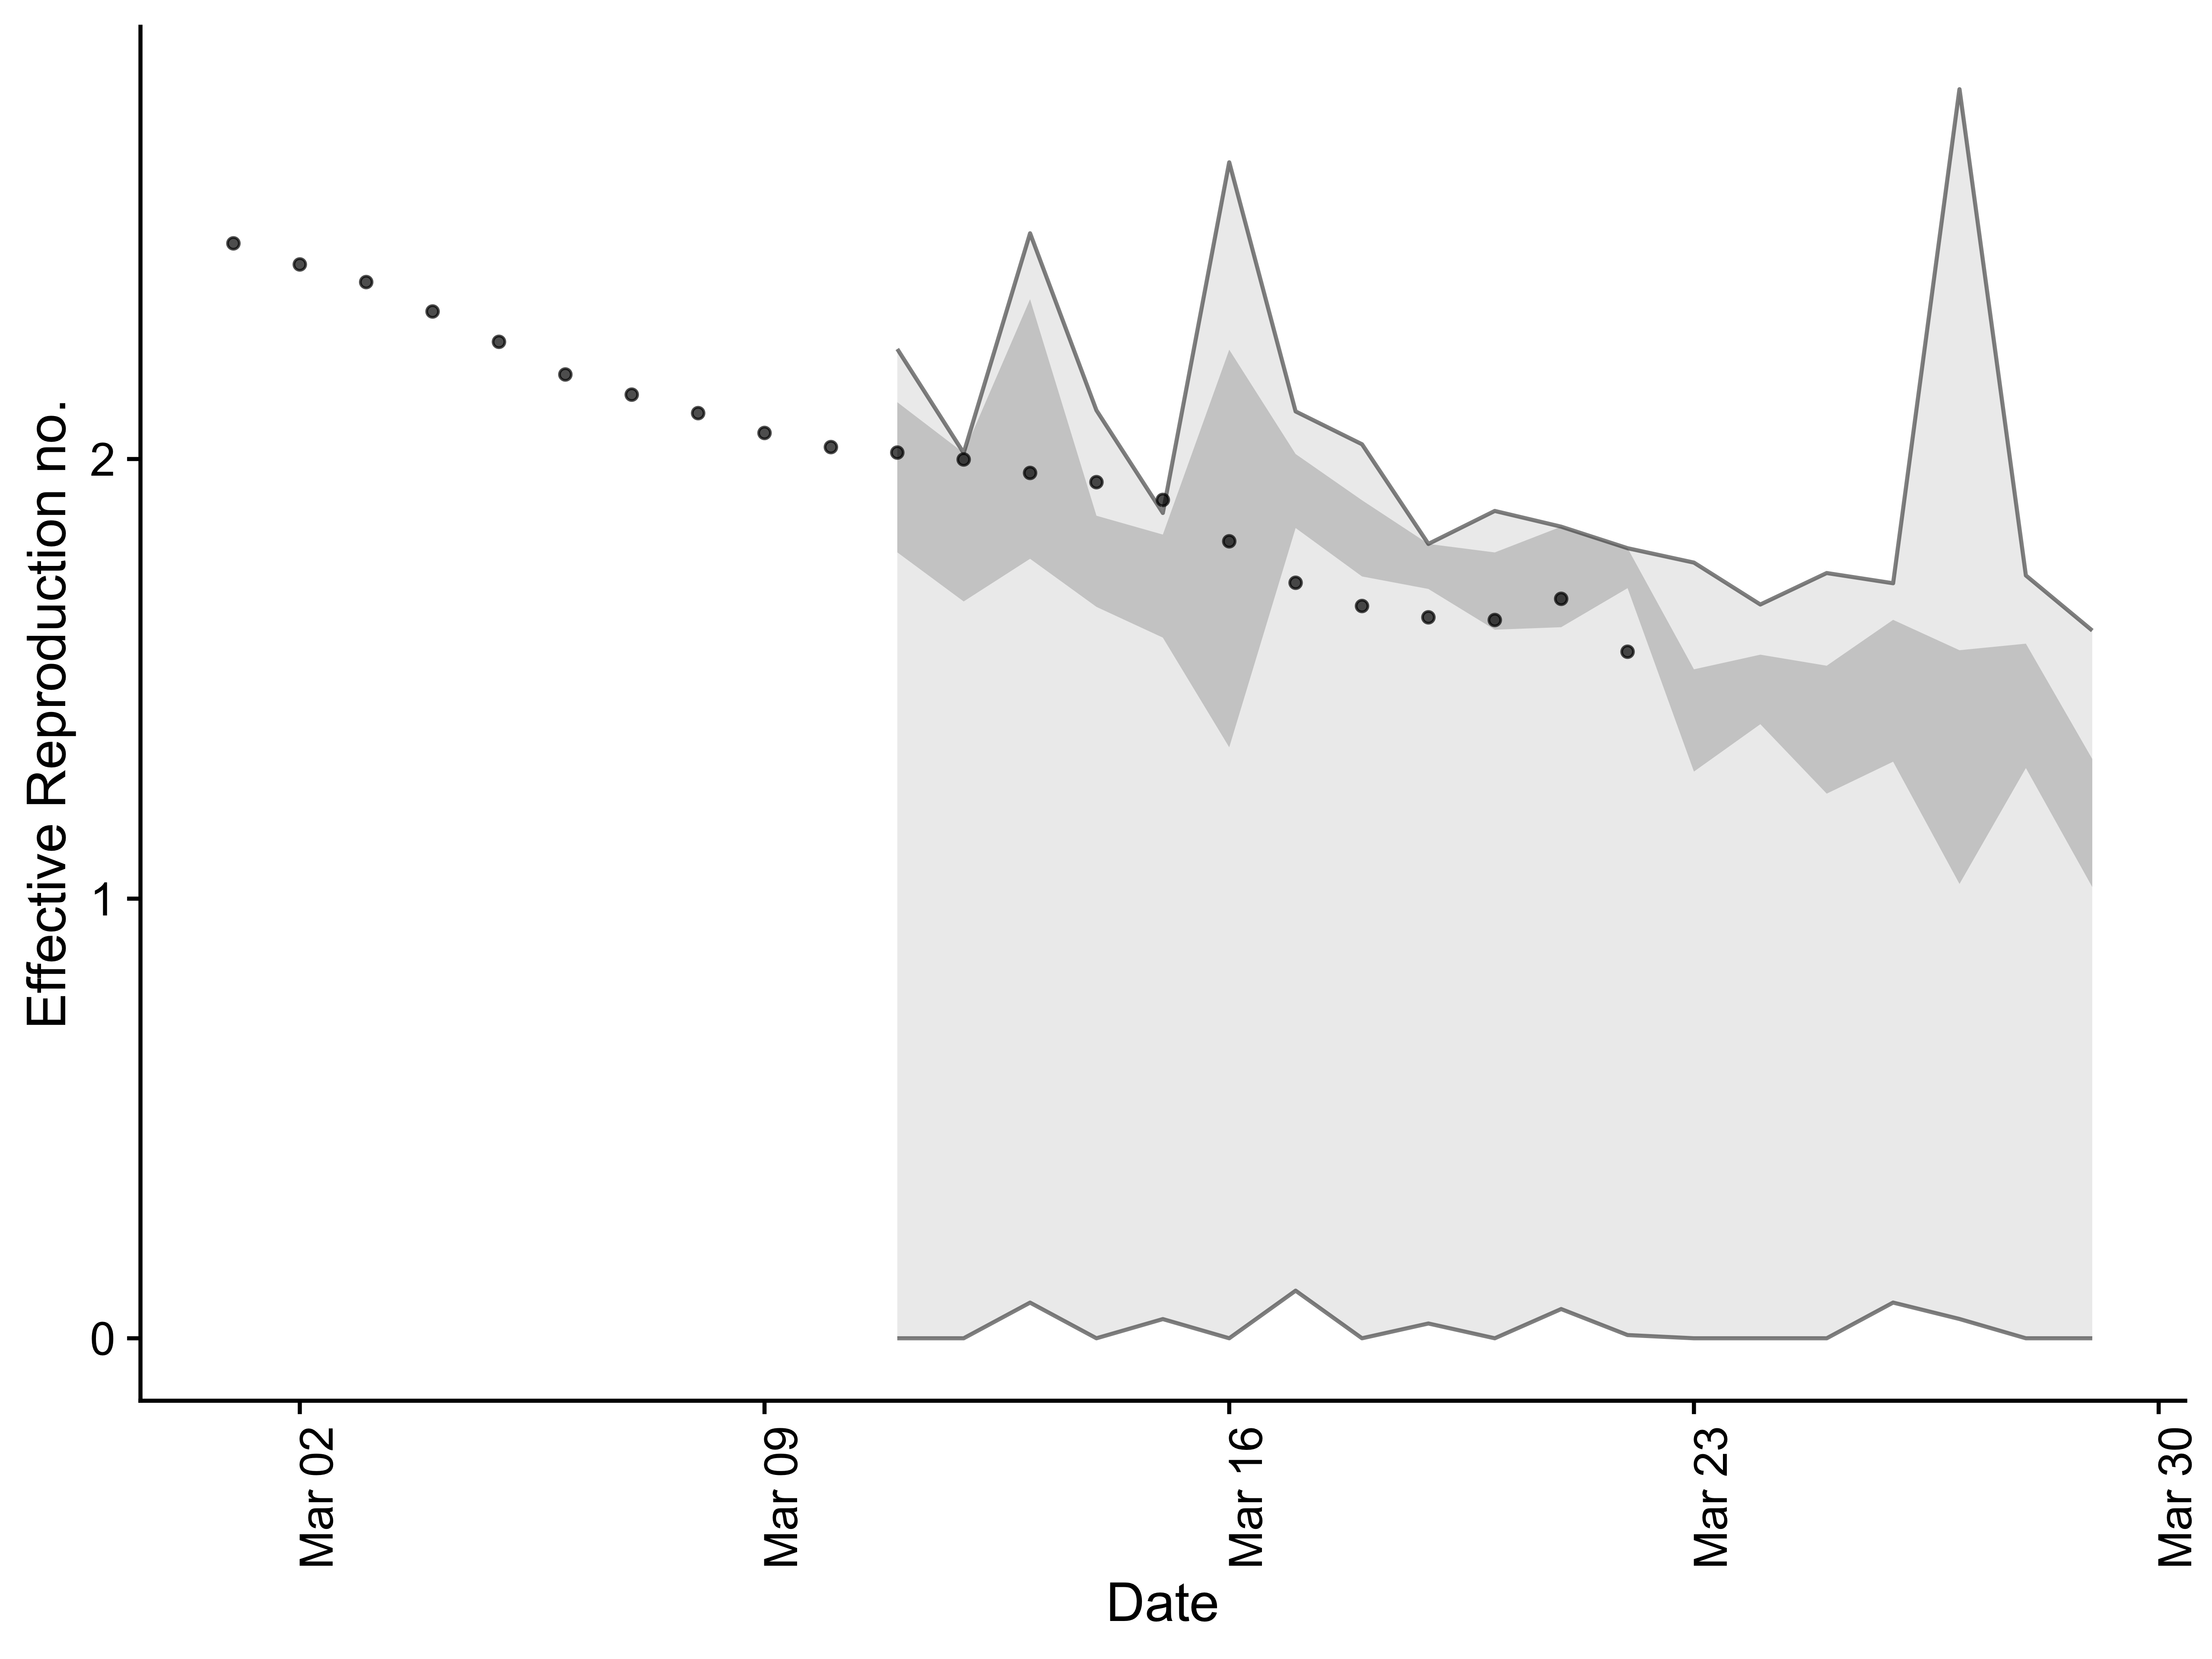 Effective Reproduction no.
2
1
0
Mar 02
Mar 09
Mar 16
Mar 23
Mar 30
Date